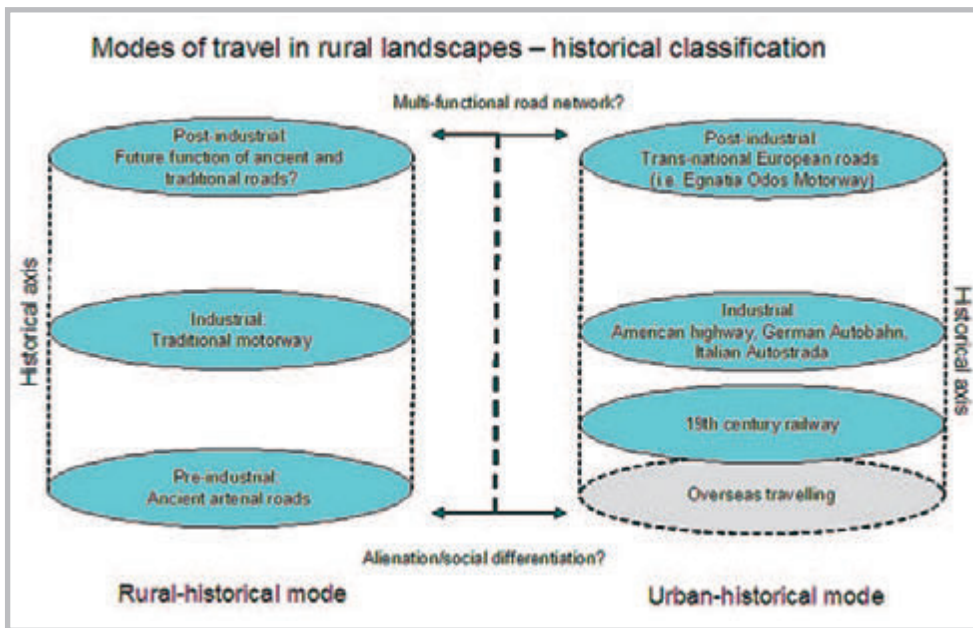 Modes of travel in rural landscapes – historical classification
Multi-functional road network?
Post-industrial:
Future function of ancient and
traditional roads?
Post-industrial:
Trans-national European roads
(i.e. Egnatia Odos Motorway)
Historical axis
Industrial:
Traditional motorway
Industrial
American highway, German Autobahn,
Italian Autostrada
Historical axis
19th century railway
Pre-industrial:
Ancient arterial roads
Overseas travelling
Alienation/social differentiation?
Rural-historical mode
Urban-historical mode